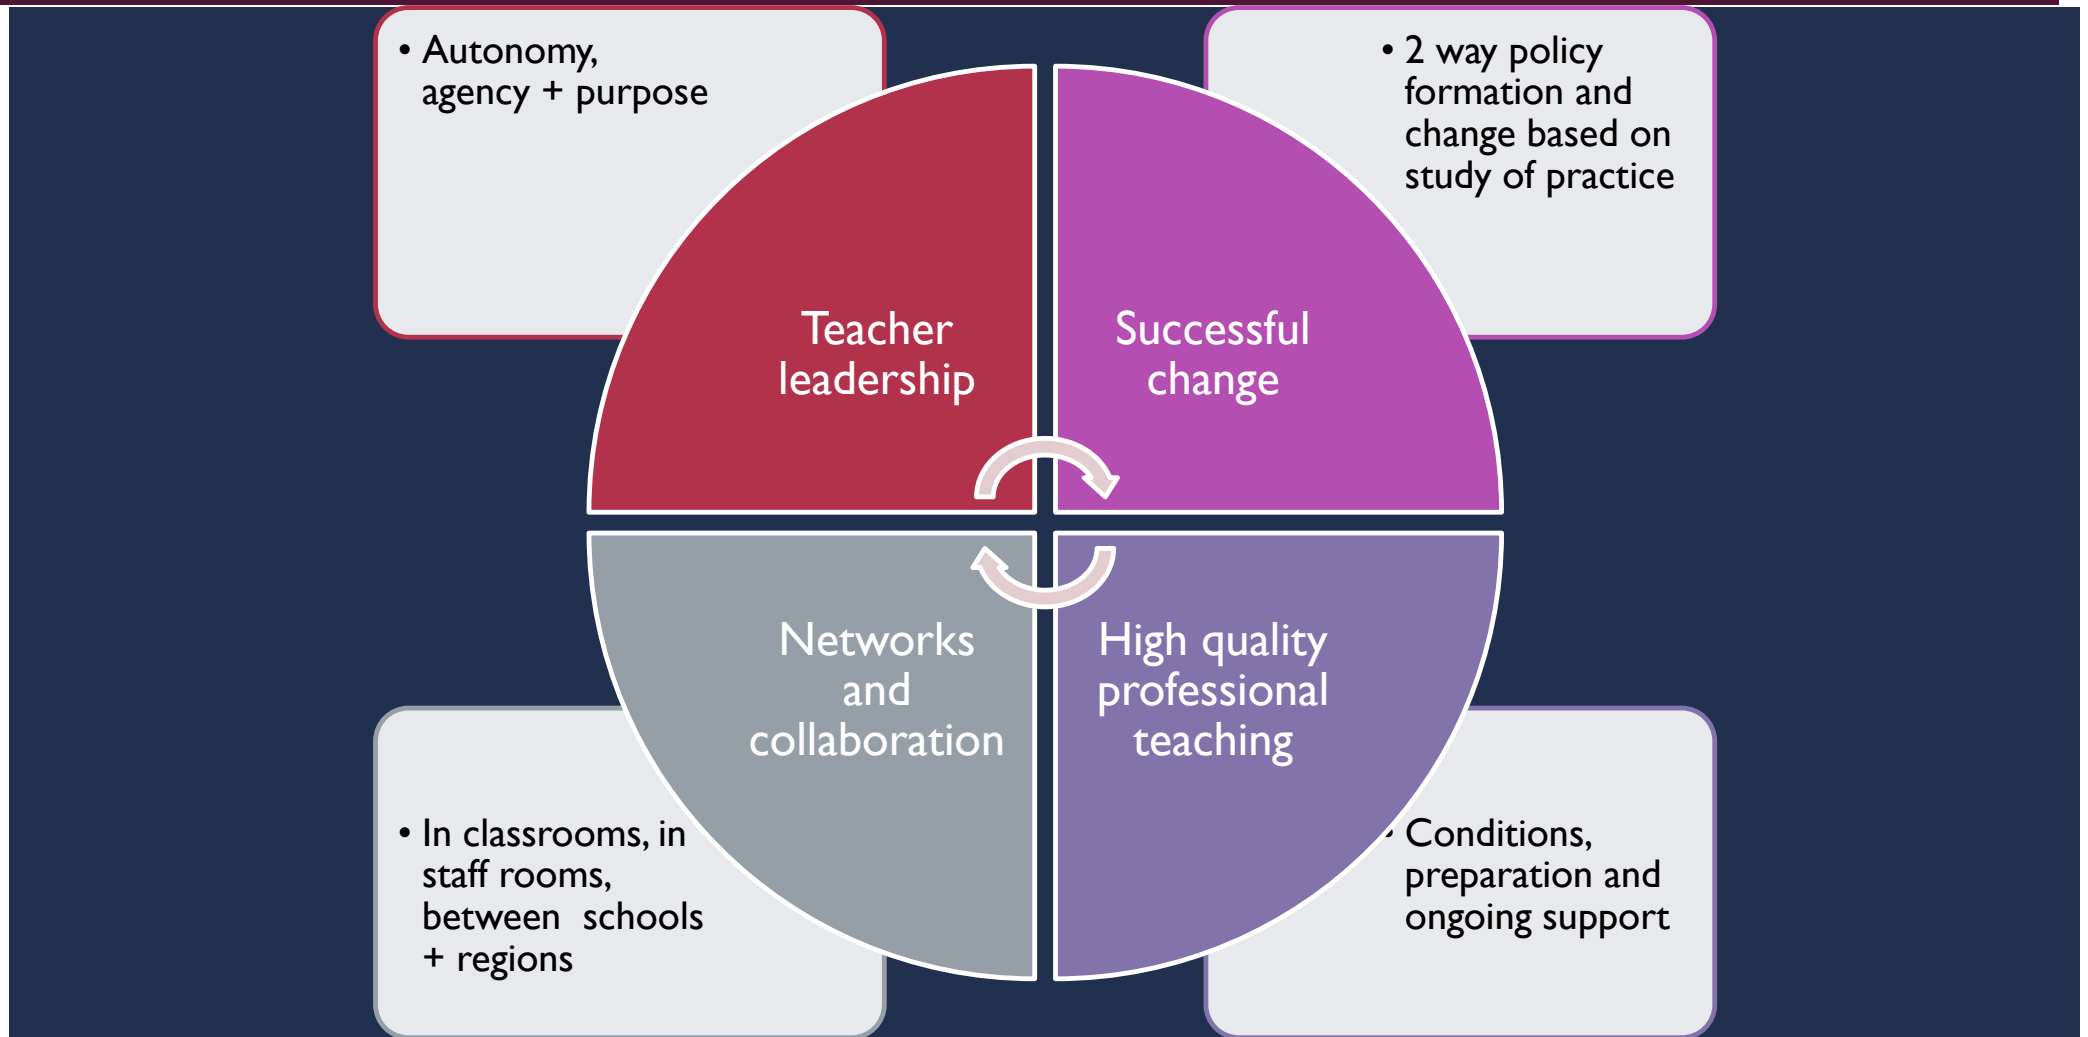 • Autonomy,
agency + purpose
• 2 way policy
formation and
change based on
study of practice
Teacher
leadership
Successful
change
Networks
and
collaboration
High quality
professional
teaching
• In classrooms, in
staff rooms,
between  schools
+ regions
• Conditions,
preparation and
ongoing support